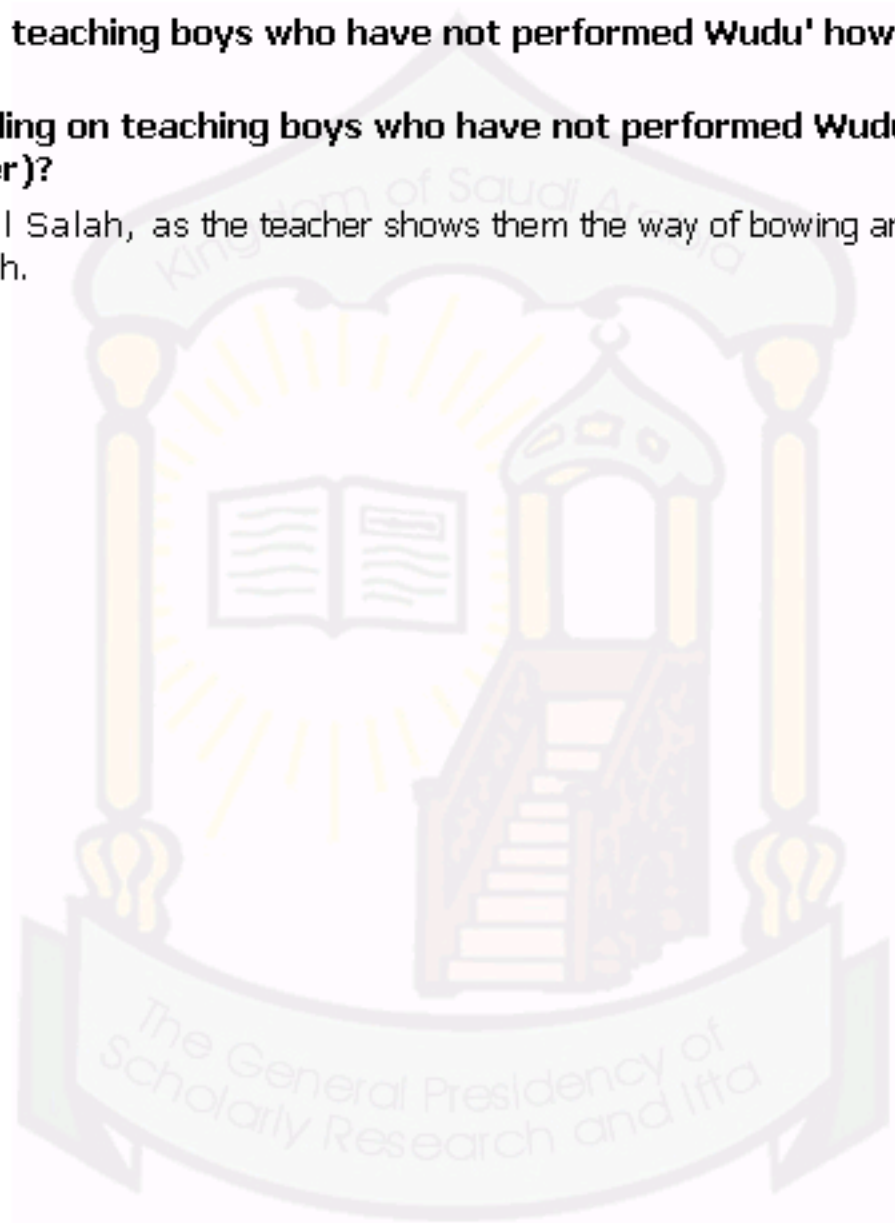 teaching boys who have not performed Wudu' how
ling on teaching boys who have not performed Wudu
er)?
l Salah, as the teacher shows them the way of bowing ar
h.
Kingdom of Saudi Arabia
The General Presidency of
Scholarly Research and Ifta